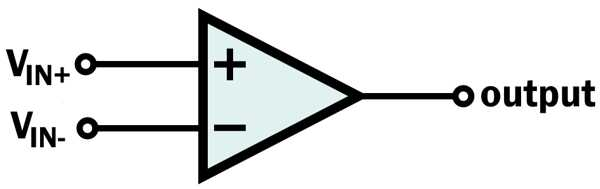 VIN+
+
output
VIN-
−